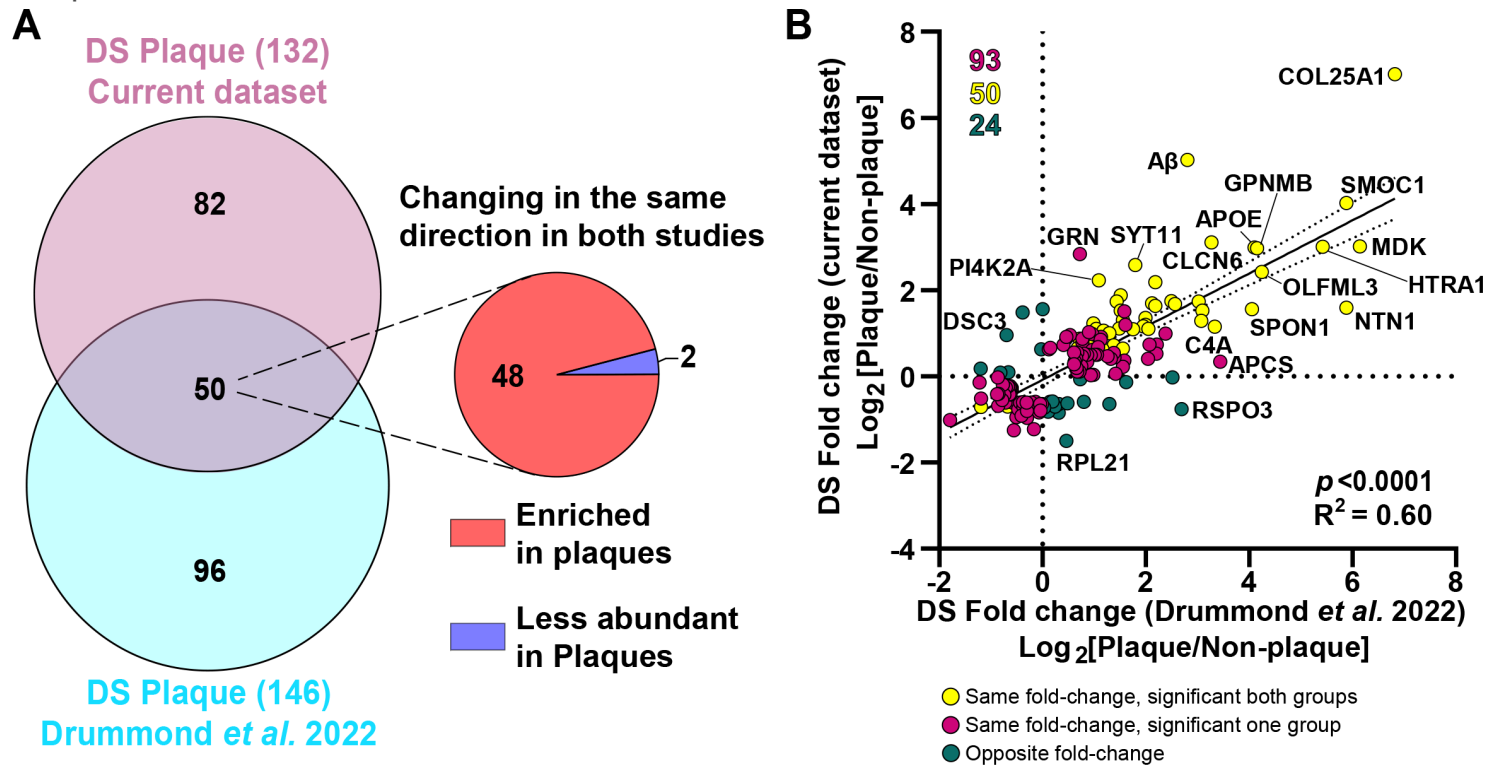 A
DS Plaque (132)
Current dataset
82
50
96
DS Plaque (146)
Drummond et al. 2022
Changing in the same
direction in both studies
48
2
Enriched
in plaques
Less abundant
in Plaques
B
DS Fold change (current dataset)
Log2[Plaque/Non-plaque]
8
6
4
2
0
-2
-4
93
50
24
COL25A1
Aβ
GPNMB
SMOC1
APOE
GRN
SYT11
CLCN6
MDK
PI4K2A
HTRA1
OLFML3
DSC3
SPON1
NTN1
C4A
APCS
RSPO3
RPL21
p<0.0001
R2 = 0.60
-2
0
2
4
6
8
DS Fold change (Drummond et al. 2022)
Log2[Plaque/Non-plaque]
Same fold-change, significant both groups
Same fold-change, significant one group
Opposite fold-change